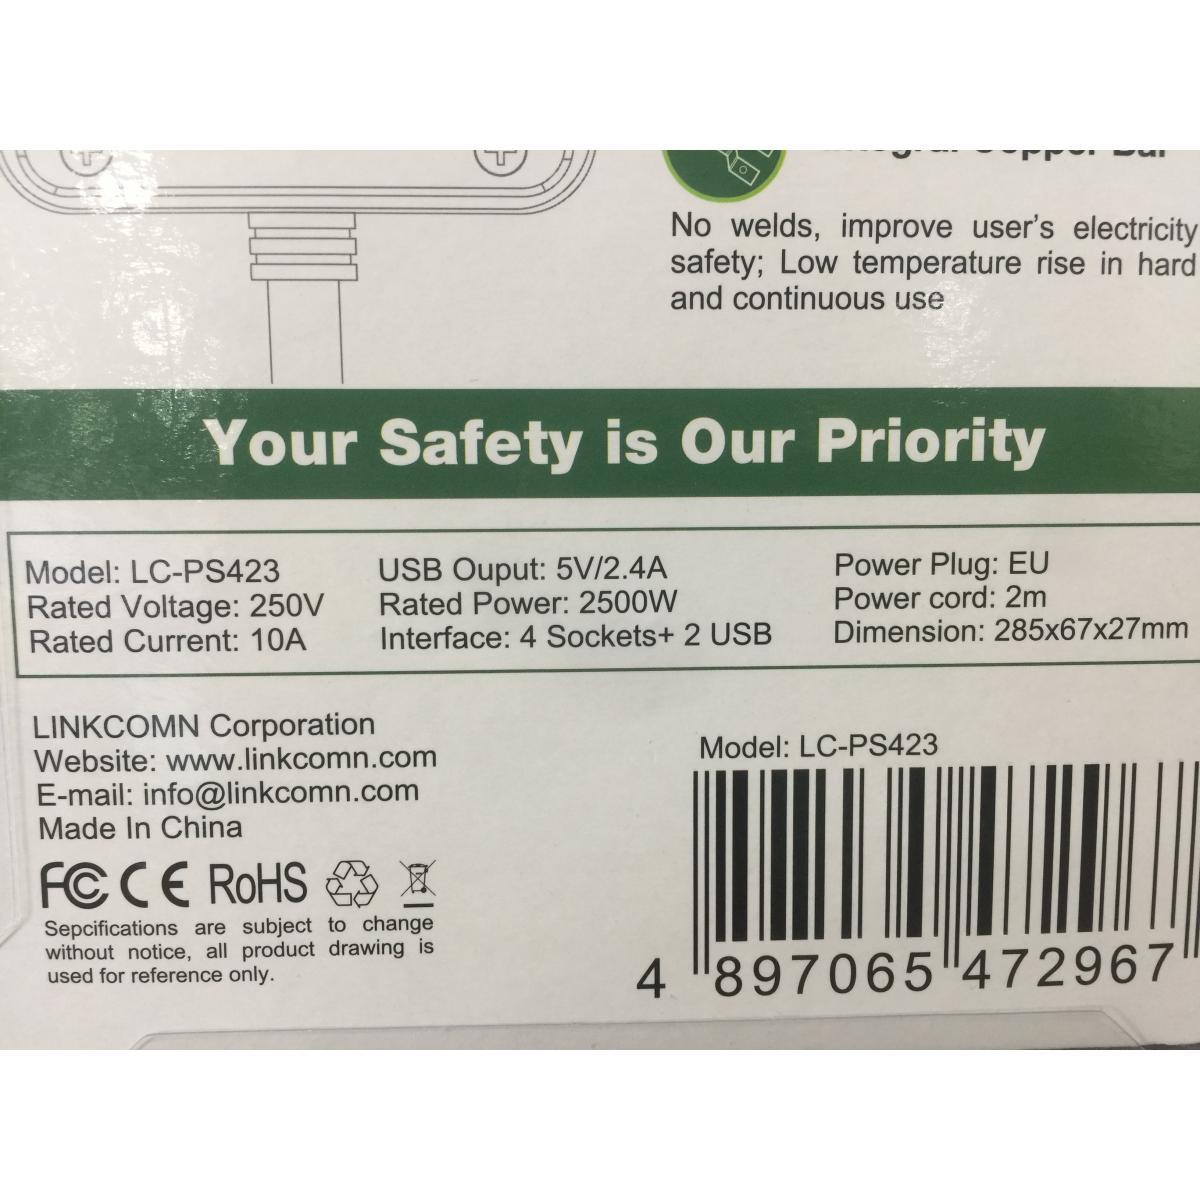 No welds, improve user's electricity
safety; Low temperature rise in hard
and continuous use
Your Safety is Our Priority
Model: LC-PS423
Rated Voltage: 250V
Rated Current: 10A
USB Ouput: 5V/2.4A
Rated Power: 2500W
Interface: 4 Sockets+ 2 USB
Power Plug: EU
Power cord: 2m
Dimension: 285x67x27mm
LINKCOMN Corporation
Website: www.linkcomn.com
E-mail: info@linkcomn.com
Made In China
FC CE RoHS
Sepcifications are subject to change
without notice, all product drawing is
used for reference only.
Model: LC-PS423
4 897065 472967